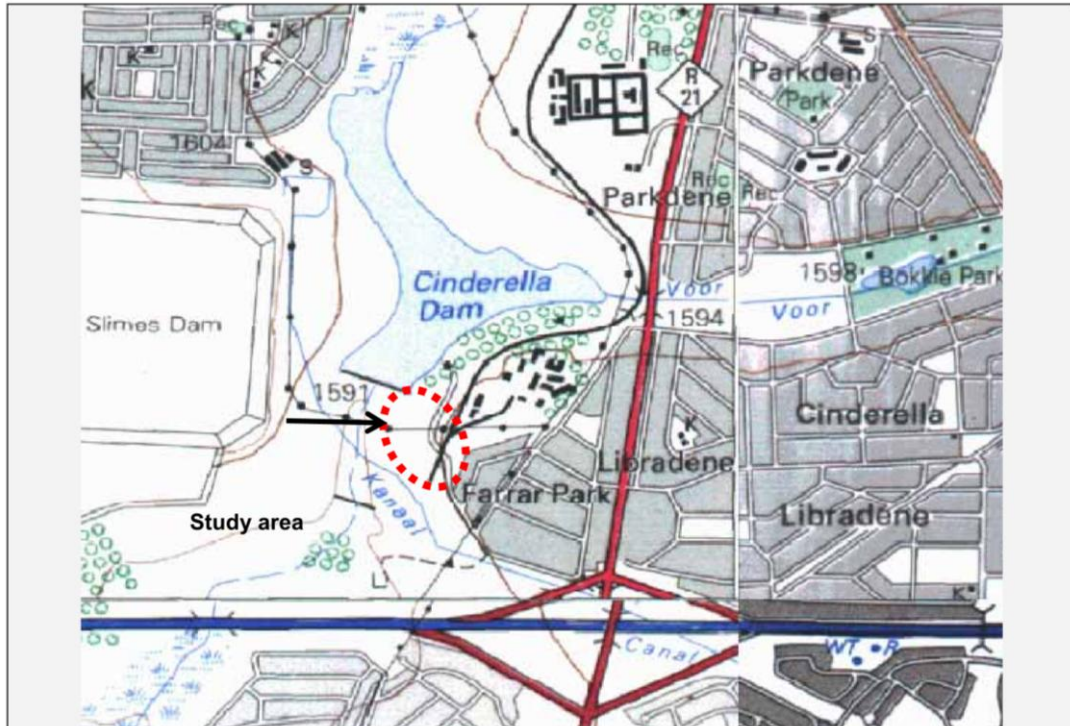 Rec
K
K
K
k
1604
S
Rec
R
21
S
Parkdene
Park
Parkdene
Rec
Rec
Slimes Dam
Cinderella
Dam
Voor
1594
Voor
1598
Bokkie Park
1591
K
Cinderella
Libradene
Farrar Park
Libradene
Kanaal
Study area
K
Canal
WT
R